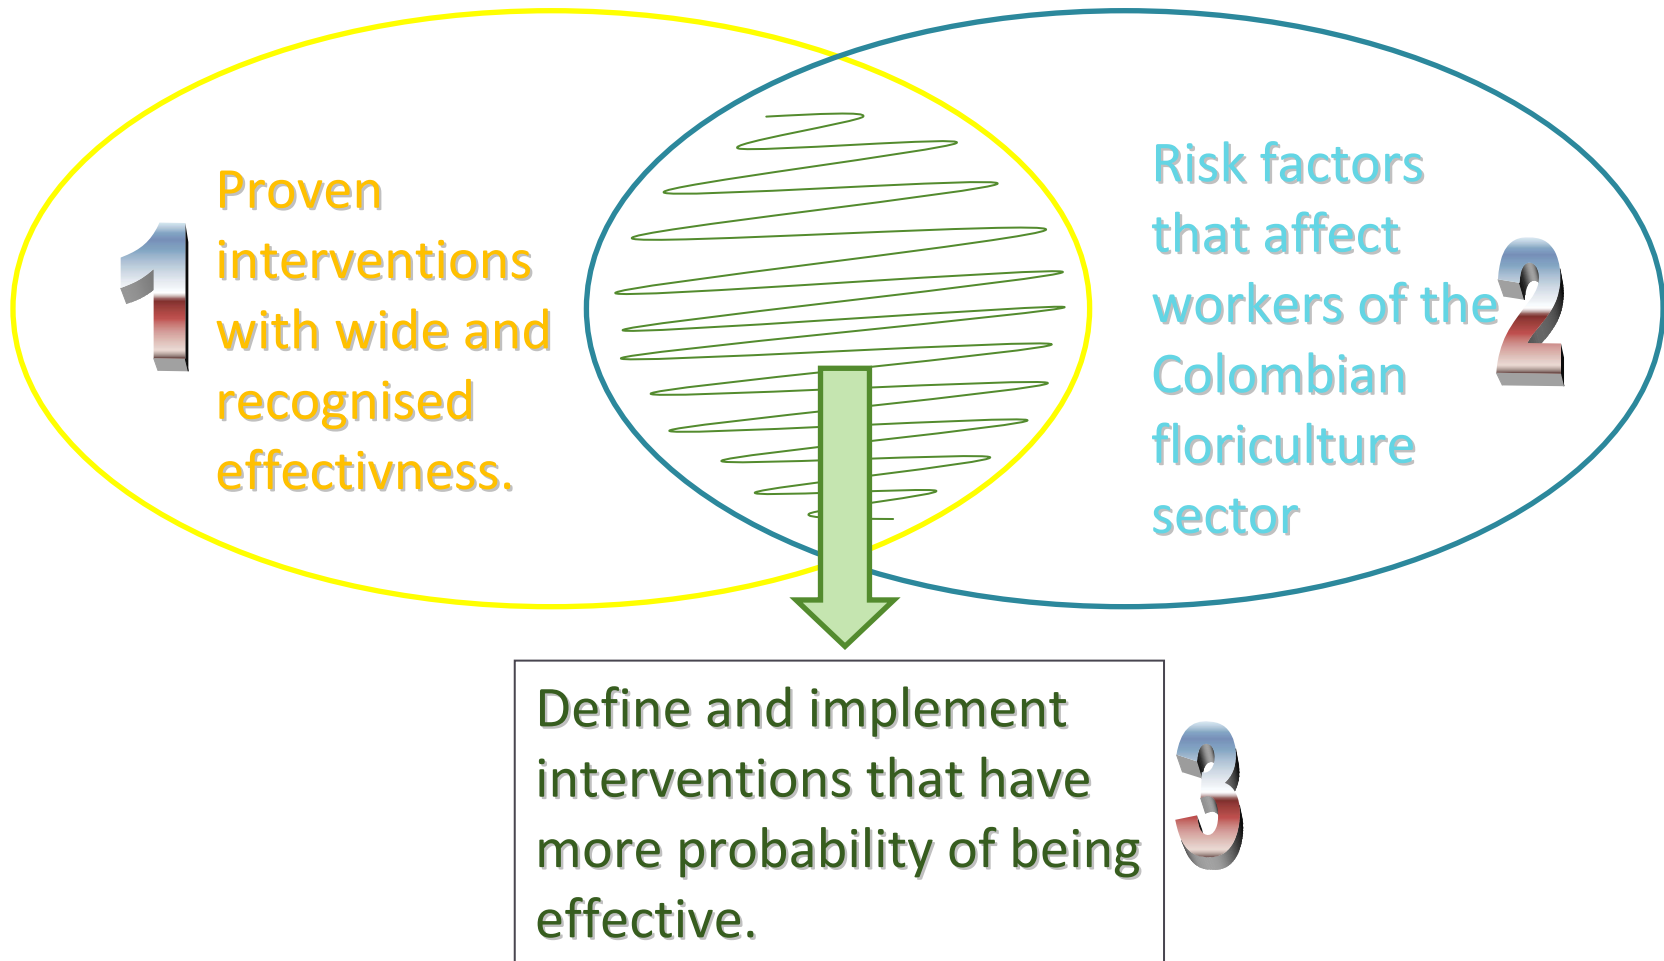 1
Proven
interventions
with wide and
recognised
effectivness.
Risk factors
that affect
workers of the
Colombian
floriculture
sector
2
Define and implement
interventions that have
more probability of being
effective.
3